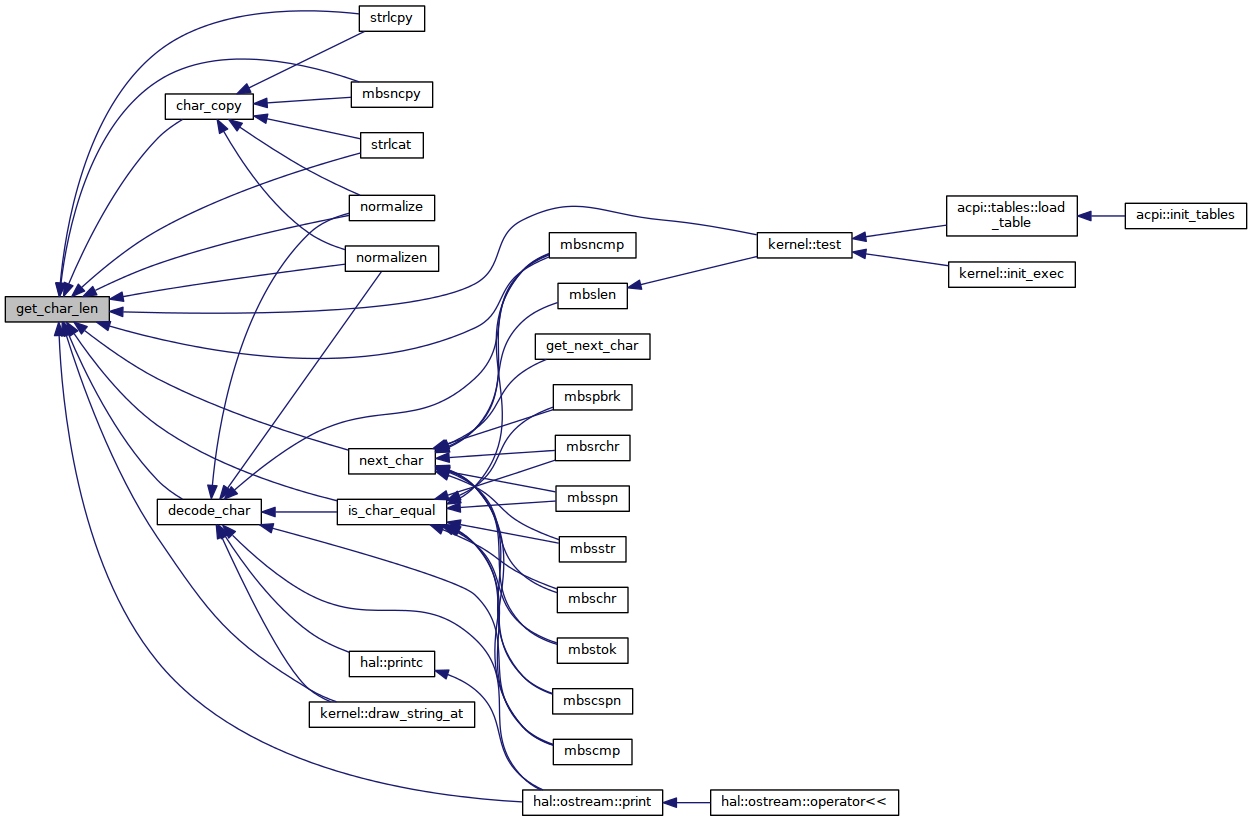 strlcpy
mbsncpy
char_copy
strlcat
normalize
acpi::tables::load
_table
acpi::init_tables
mbsncmp
kernel::test
normalizen
kernel::init_exec
mbslen
get_char_len
get_next_char
mbspbrk
mbsrchr
next_char
mbsspn
decode_char
is_char_equal
mbsstr
mbschr
mbstok
hal::printc
mbscspn
kernel::draw_string_at
mbscmp
hal::ostream::print
hal::ostream::operator<<